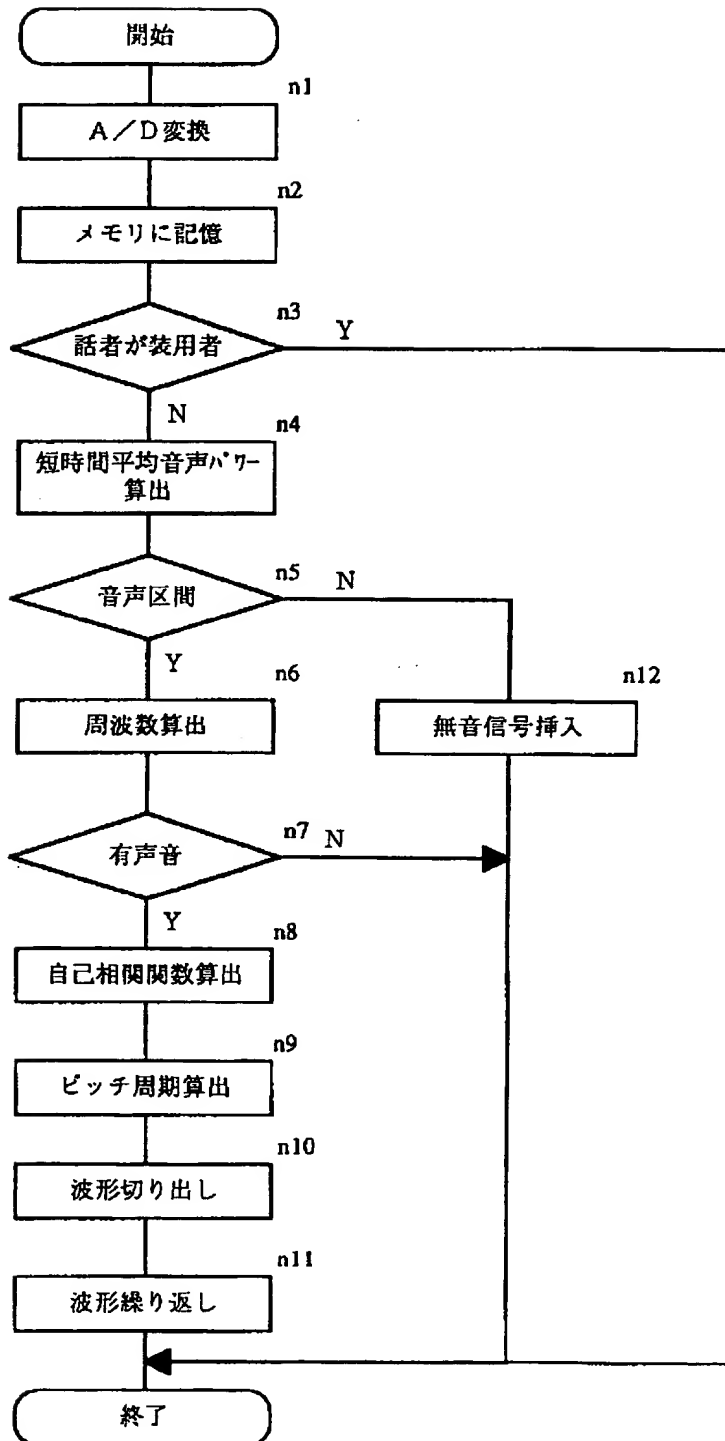 開始
n1
A/D変換
n2
メモリに記憶
n3
話者が装用者
Y
N
n4
短時間平均音声パワー
算出
n5
音声区間
N
Y
n6
周波数算出
n12
無音信号挿入
n7
有声音
N
Y
n8
自己相関関数算出
n9
ピッチ周期算出
n10
波形切り出し
n11
波形繰り返し
終了